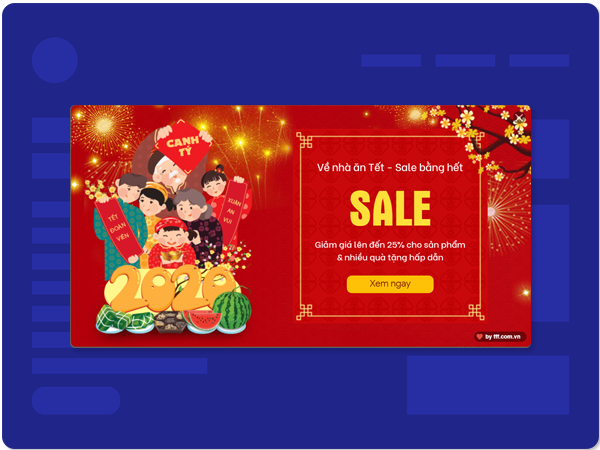 CANH
TÝ
TẾT
ĐOÀN
VIÊN
XUÂN
AN
VUI
2020
Về nhà ăn Tết - Sale bằng hết
SALE
Giảm giá lên đến 25% cho sản phẩm
& nhiều quà tặng hấp dẫn
Xem ngay
by fff.com.vn